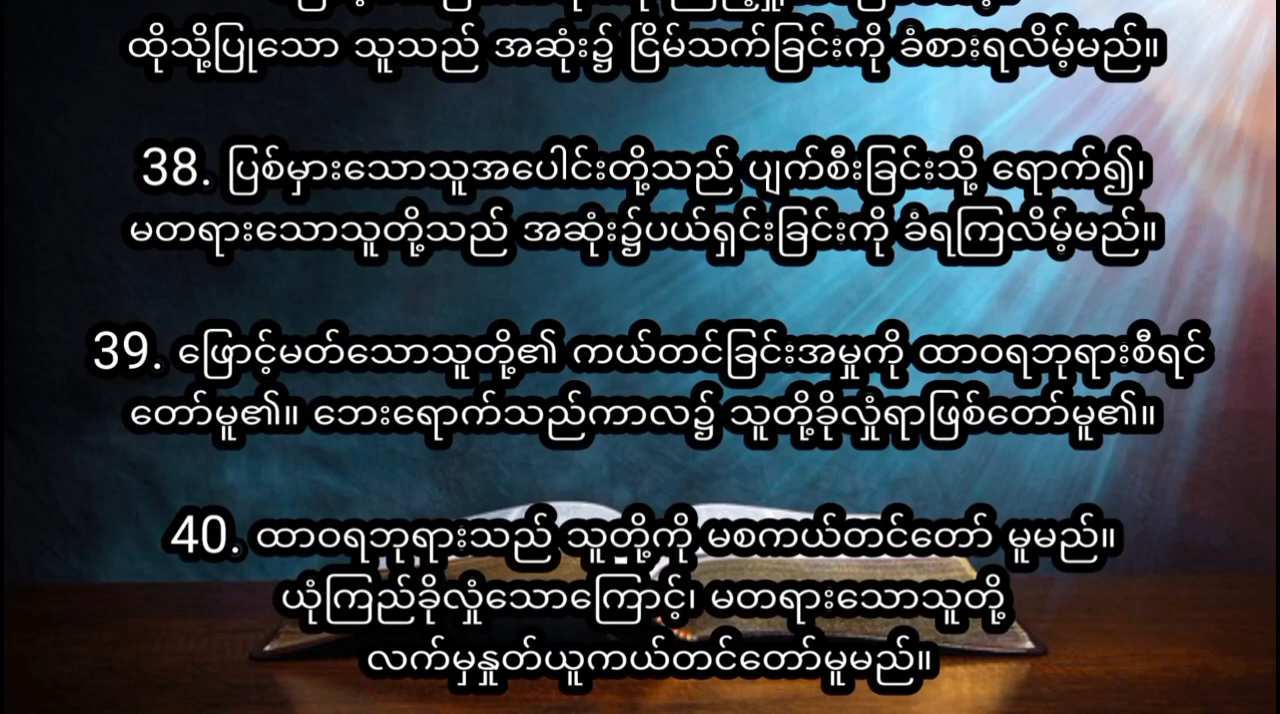 ထိုသို့ပြုသော သူသည် အဆုံး၌ ငြိမ်သက်ခြင်းကို ခံစားရလိမ့်မည်။
38. ပြစ်မှားသောသူအပေါင်းတို့သည် ပျက်စီးခြင်းသို့ ရောက်၍၊
မတရားသောသူတို့သည် အဆုံး၌ပယ်ရှင်းခြင်းကို ခံရကြလိမ့်မည်။
39. ဖြောင့်မတ်သောသူတို့၏ ကယ်တင်ခြင်းအမှုကို ထာဝရဘုရားစီရင်
တော်မူ၏။ ဘေးရောက်သည်ကာလ၌ သူတို့ခိုလှုံရာဖြစ်တော်မူ၏။
40. ထာဝရဘုရားသည် သူတို့ကို မစကယ်တင်တော် မူမည်။
ယုံကြည်ခိုလှုံသောကြောင့်၊ မတရားသောသူတို့
လက်မှနှုတ်ယူကယ်တင်တော်မူမည်။